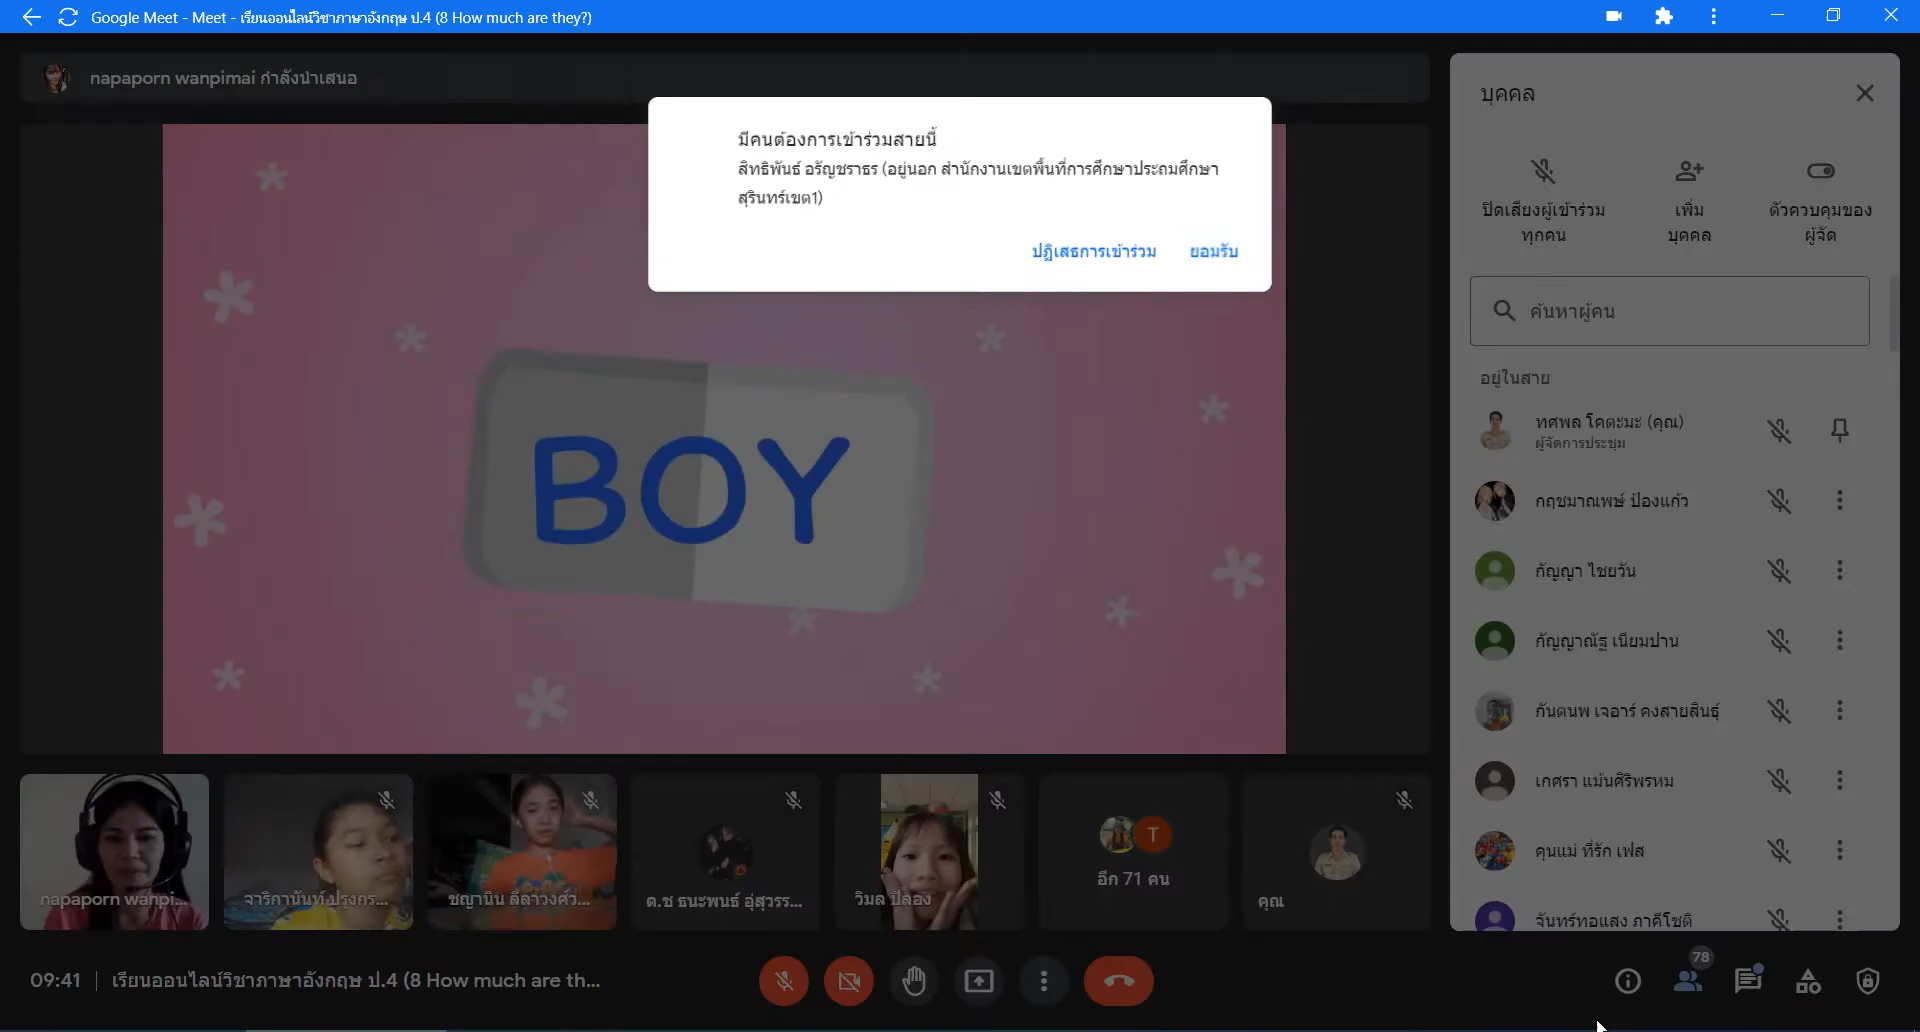 Google Meet - Meet - เรียนออนไลน์วิชาภาษาอังกฤษ ป.4 (8 How much are they?)
napaporn wanpimai กำลังนำเสนอ
มีคนต้องการเข้าร่วมสายนี้
สิทธิพันธ์ อรัญชราธร (อยู่นอก สำนักงานเขตพื้นที่การศึกษาประถมศึกษา
สุรินทร์เขต1)
ปฏิเสธการเข้าร่วม
ยอมรับ
BOY
บุคคล
ปิดเสียงผู้เข้าร่วม
ทุกคน
เพิ่ม
บุคคล
ตัวควบคุมของ
ผู้จัด
ค้นหาผู้คน
อยู่ในสาย
ทศพล โคตะมะ (คุณ)
ผู้จัดการประชุม
กฤชมาณพษ์ ป้องแก้ว
กัญญา ไชยวัน
กัญญาณัฐ เนียมปาน
กันตนพ เจอาร์ คงสายสินธุ์
เกศรา แม้นศิริพรหม
คุนแม่ ที่รัก เฟส
จันทร์ทอแสง ภาคีโชติ
napaporn wanpi...
จาริกานันท์ ปรุงกร...
ชญานิน ลีลาวงศ์ว...
ด.ช ธนะพนธ์ อุ่สุวรร...
วิมล ปิลอง
T
อีก 71 คน
คุณ
09:41 | เรียนออนไลน์วิชาภาษาอังกฤษ ป.4 (8 How much are th...
78